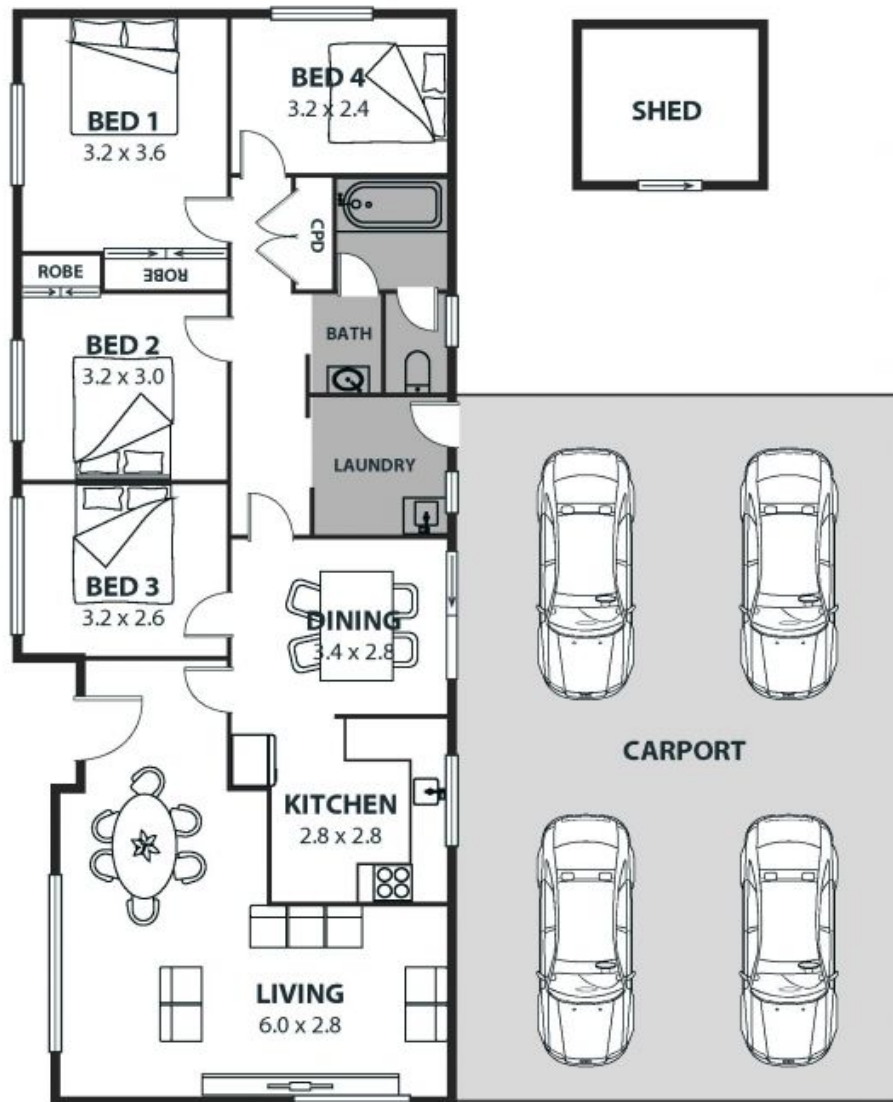 BED 1
3.2 x 3.6
BED 4
3.2 x 2.4
SHED
CPD
ROBE
ROBE
BATH
BED 2
3.2 x 3.0
LAUNDRY
BED 3
3.2 x 2.6
DINING
3.4 x 2.8
CARPORT
KITCHEN
2.8 x 2.8
LIVING
6.0 x 2.8